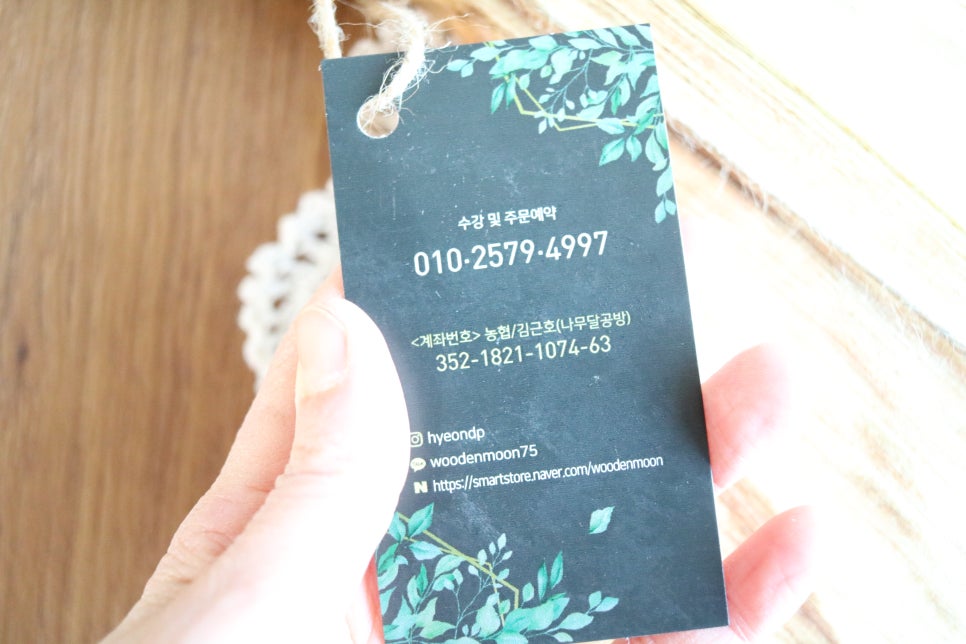 수강 및 주문예약
010·2579·4997
<계좌번호> 농협/김근호(나무달공방)
352-1821-1074-63
hyeondp
woodenmoon75
N https://smartstore.naver.com/woodenmoon